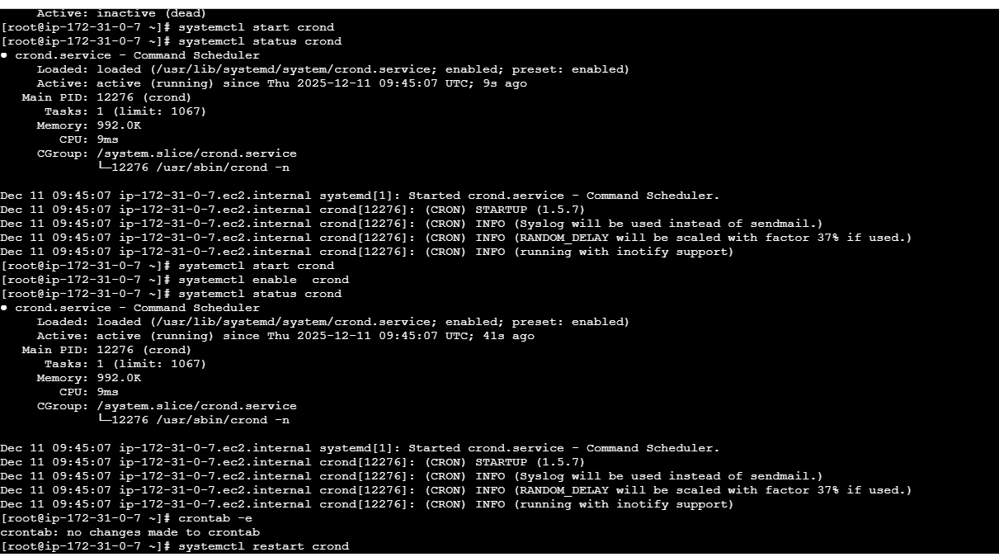 Active: inactive (dead)
[root@ip-172-31-0-7 ~]# systemctl start crond
[root@ip-172-31-0-7 ~]# systemctl status crond
● crond.service - Command Scheduler
     Loaded: loaded (/usr/lib/systemd/system/crond.service; enabled; preset: enabled)
     Active: active (running) since Thu 2025-12-11 09:45:07 UTC; 9s ago
   Main PID: 12276 (crond)
      Tasks: 1 (limit: 1067)
     Memory: 992.0K
        CPU: 9ms
     CGroup: /system.slice/crond.service
             └─12276 /usr/sbin/crond -n
Dec 11 09:45:07 ip-172-31-0-7.ec2.internal systemd[1]: Started crond.service - Command Scheduler.
Dec 11 09:45:07 ip-172-31-0-7.ec2.internal crond[12276]: (CRON) STARTUP (1.5.7)
Dec 11 09:45:07 ip-172-31-0-7.ec2.internal crond[12276]: (CRON) INFO (Syslog will be used instead of sendmail.)
Dec 11 09:45:07 ip-172-31-0-7.ec2.internal crond[12276]: (CRON) INFO (RANDOM_DELAY will be scaled with factor 37% if used.)
Dec 11 09:45:07 ip-172-31-0-7.ec2.internal crond[12276]: (CRON) INFO (running with inotify support)
[root@ip-172-31-0-7 ~]# systemctl start crond
[root@ip-172-31-0-7 ~]# systemctl enable  crond
[root@ip-172-31-0-7 ~]# systemctl status crond
● crond.service - Command Scheduler
     Loaded: loaded (/usr/lib/systemd/system/crond.service; enabled; preset: enabled)
     Active: active (running) since Thu 2025-12-11 09:45:07 UTC; 41s ago
   Main PID: 12276 (crond)
      Tasks: 1 (limit: 1067)
     Memory: 992.0K
        CPU: 9ms
     CGroup: /system.slice/crond.service
             └─12276 /usr/sbin/crond -n
Dec 11 09:45:07 ip-172-31-0-7.ec2.internal systemd[1]: Started crond.service - Command Scheduler.
Dec 11 09:45:07 ip-172-31-0-7.ec2.internal crond[12276]: (CRON) STARTUP (1.5.7)
Dec 11 09:45:07 ip-172-31-0-7.ec2.internal crond[12276]: (CRON) INFO (Syslog will be used instead of sendmail.)
Dec 11 09:45:07 ip-172-31-0-7.ec2.internal crond[12276]: (CRON) INFO (RANDOM_DELAY will be scaled with factor 37% if used.)
Dec 11 09:45:07 ip-172-31-0-7.ec2.internal crond[12276]: (CRON) INFO (running with inotify support)
[root@ip-172-31-0-7 ~]# crontab -e
crontab: no changes made to crontab
[root@ip-172-31-0-7 ~]# systemctl restart crond